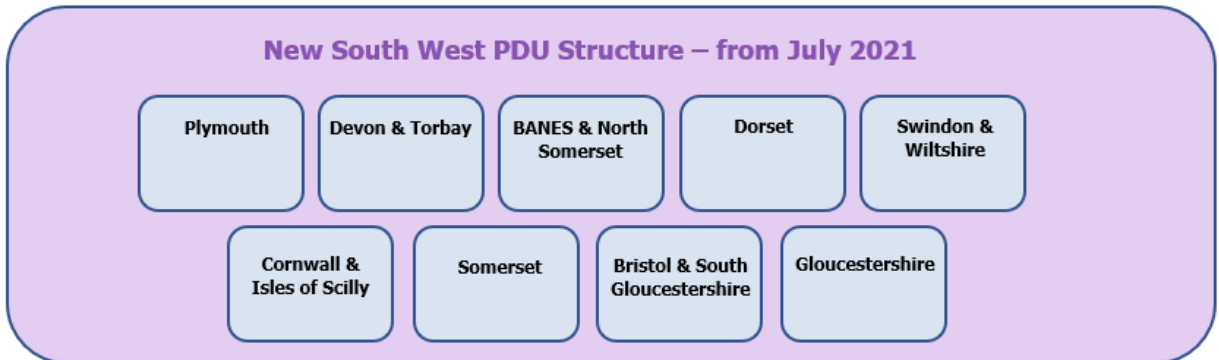 New South West PDU Structure – from July 2021
Plymouth
Devon & Torbay
BANES & North
Somerset
Dorset
Swindon &
Wiltshire
Cornwall &
Isles of Scilly
Somerset
Bristol & South
Gloucestershire
Gloucestershire